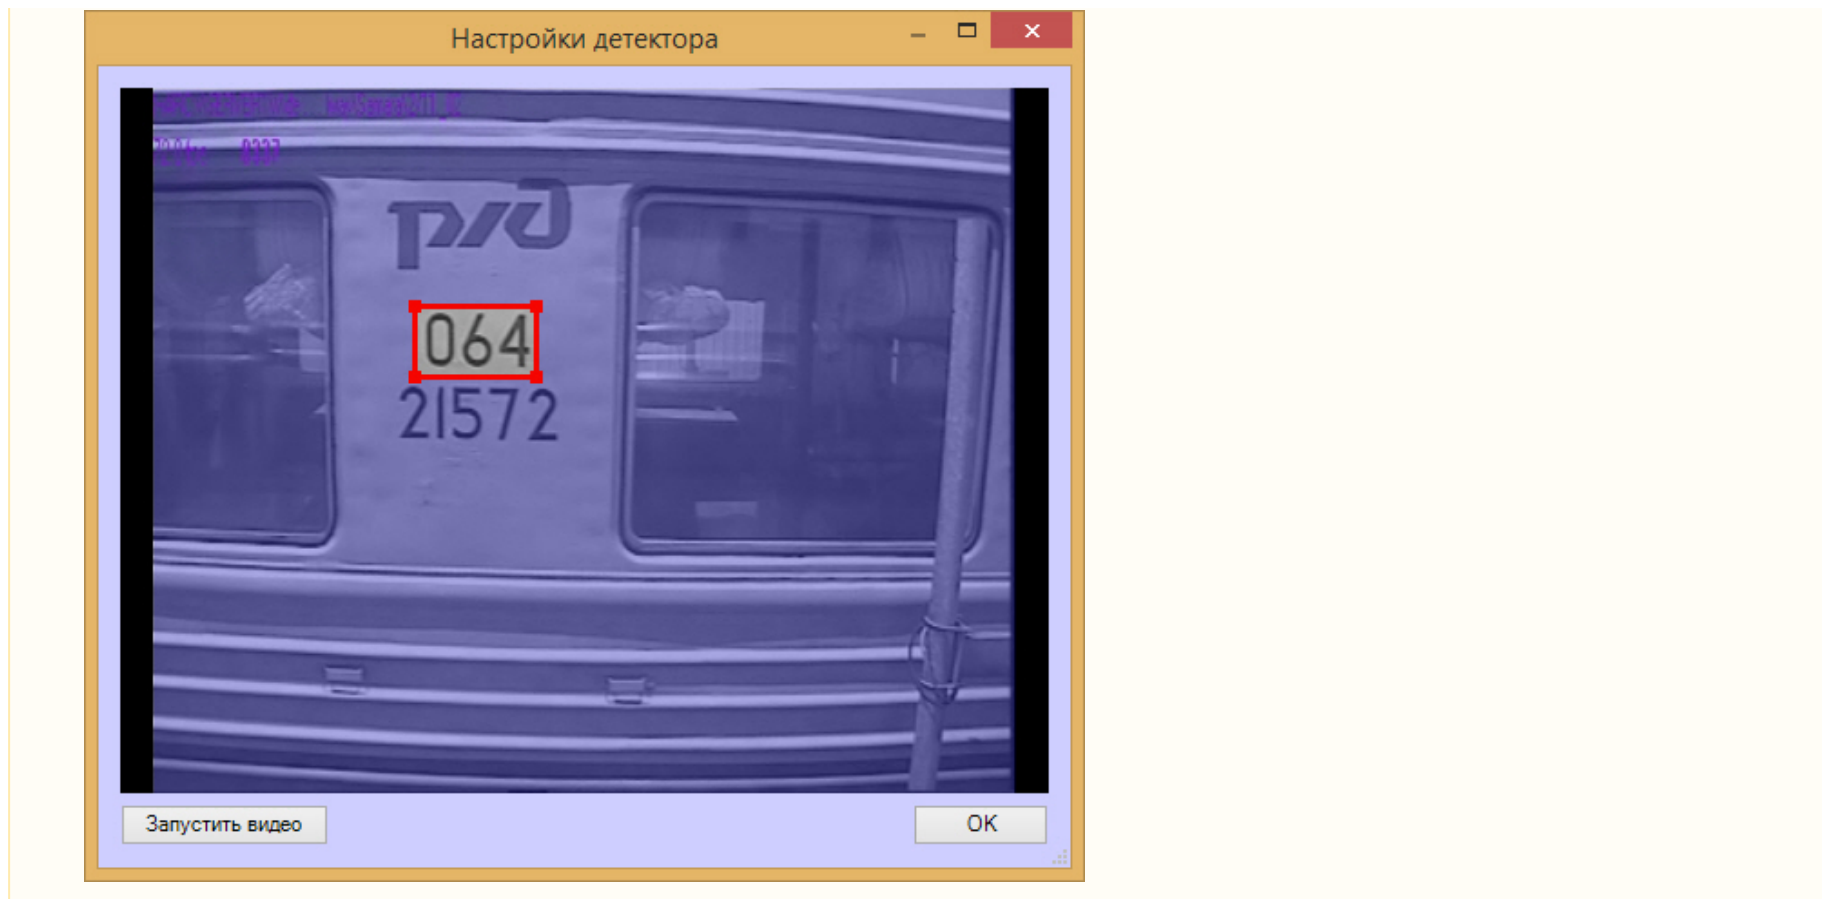 Настройки детектора
ржд
064
21572
Запустить видео
OK